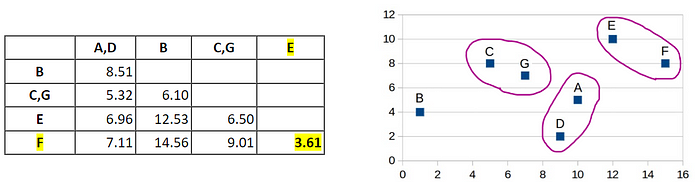 A,D B C,G E
B 8.51
C,G 5.32 6.10
E 6.96 12.53 6.50
F 7.11 14.56 9.01 3.61
12
10
8
6
4
2
0
0 2 4 6 8 10 12 14 16
E
F
C
G
A
B
D